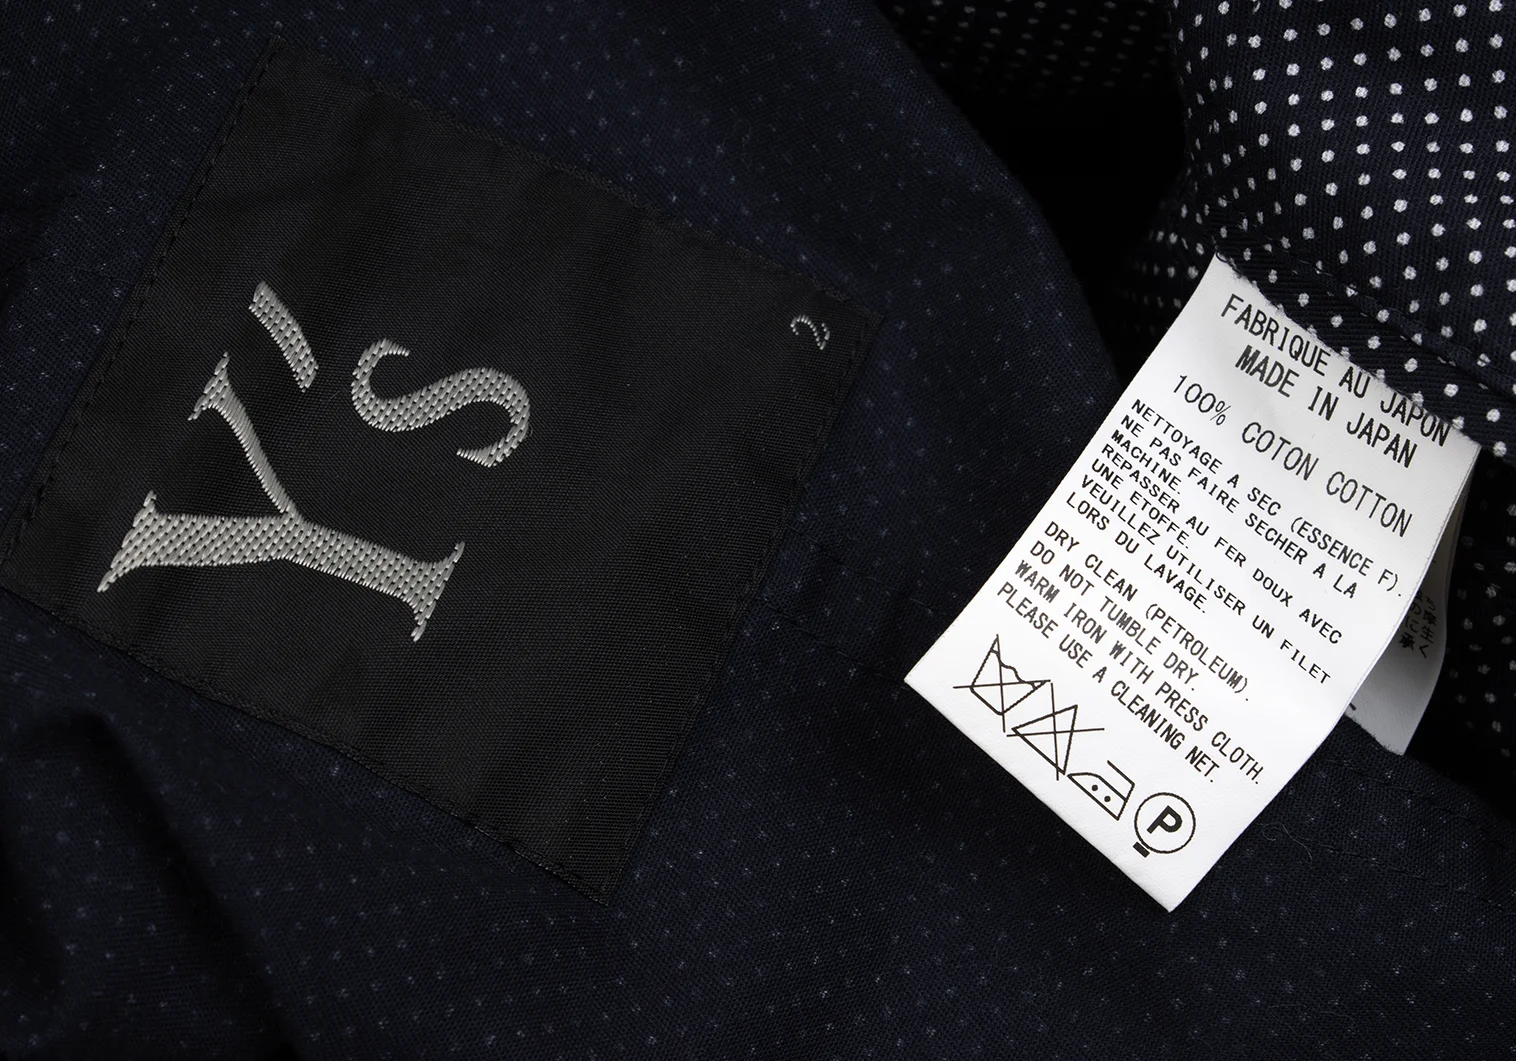 Y's
2
FABRIQUE AU JAPON
MADE IN JAPAN
100% COTON COTTON
NETTOYAGE A SEC (ESSENCE F).
NE PAS FAIRE SECHER A LA
MACHINE.
REPASSER AU FER DOUX AVEC
UNE ETOFFE.
VEUILLEZ UTILISER UN FILET
LORS DU LAVAGE.
DRY CLEAN (PETROLEUM).
DO NOT TUMBLE DRY.
WARM IRON WITH PRESS CLOTH.
PLEASE USE A CLEANING NET.
P